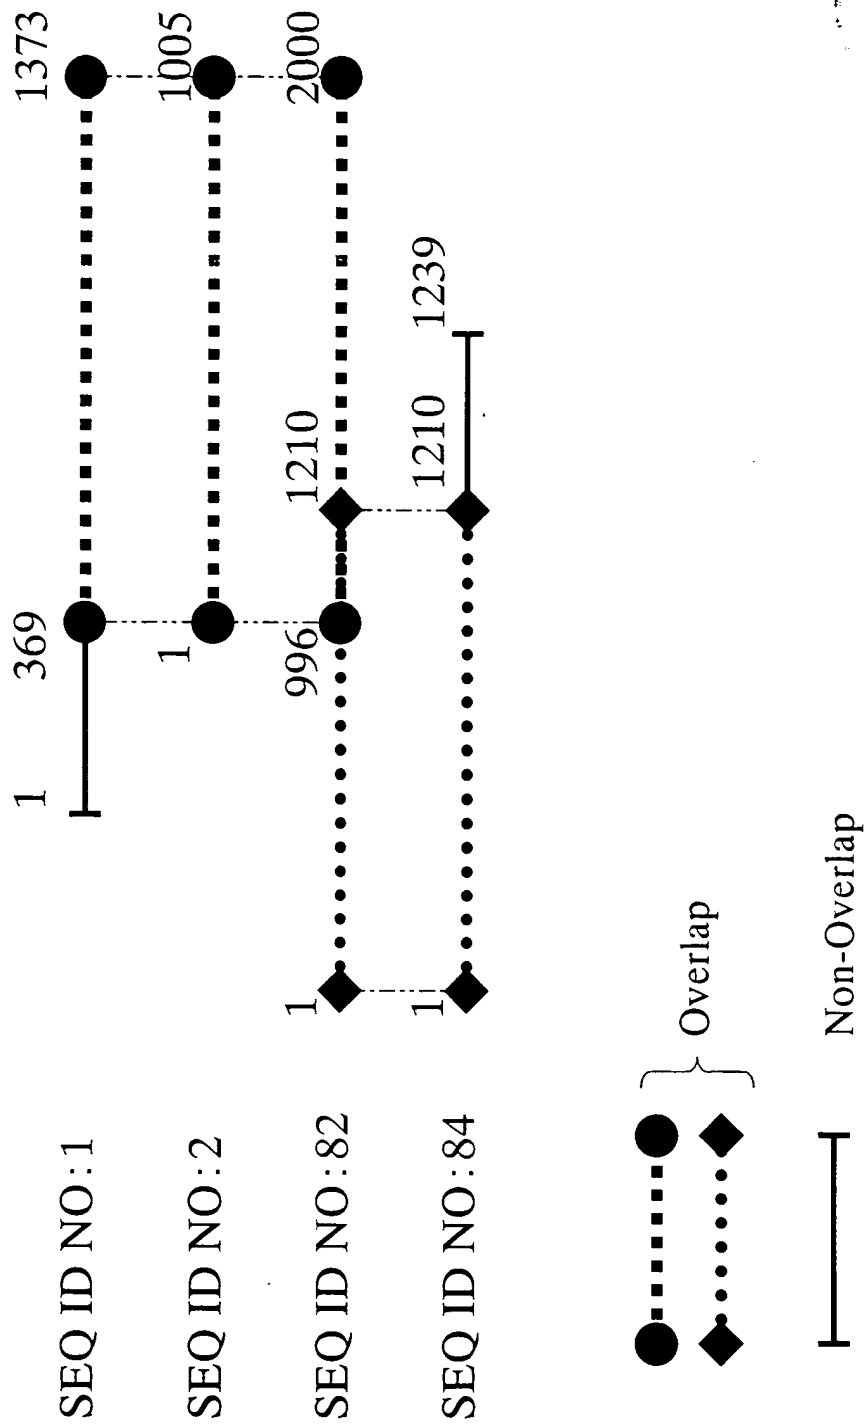 SEQ ID NO:1 1 369 1373
SEQ ID NO:2 1 1005
SEQ ID NO:82 1 996 1210 2000
SEQ ID NO:84 1 1210 1239
Overlap
Non-Overlap